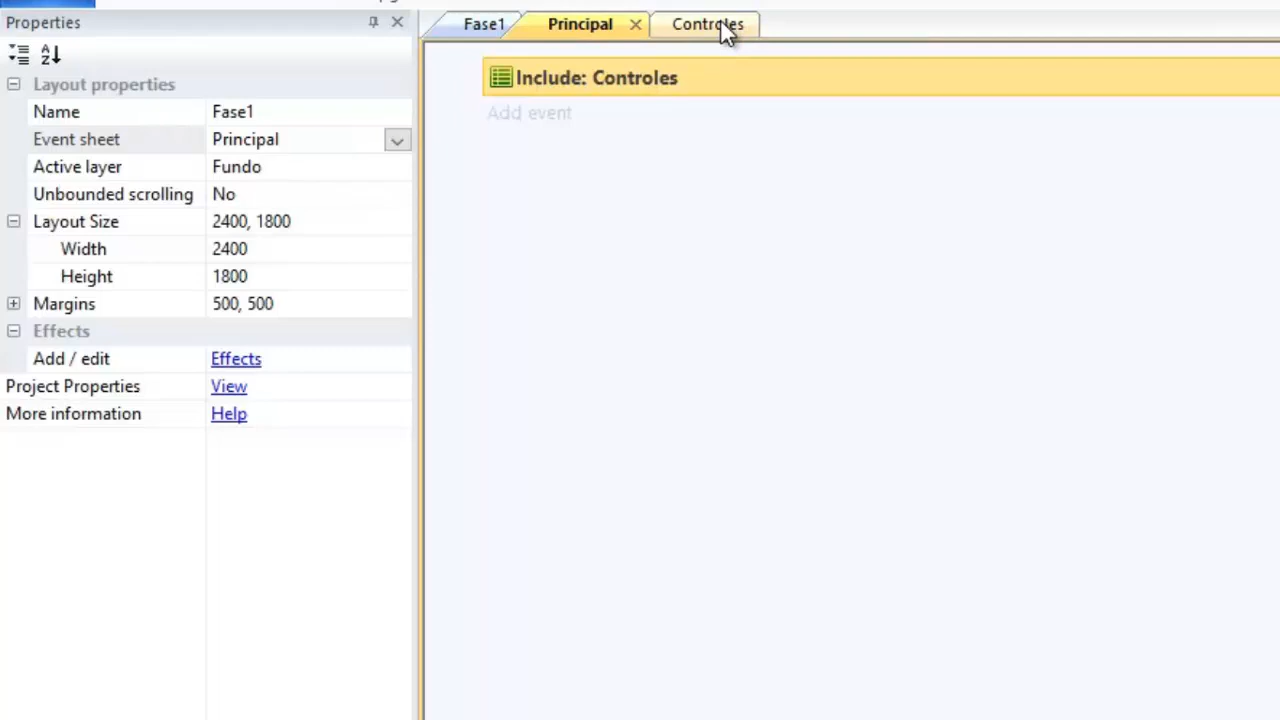 Properties
Fase1
Principal
Controles
A
Z
Layout properties
Include: Controles
Name Fase1
Add event
Event sheet Principal
Active layer Fundo
Unbounded scrolling No
Layout Size 2400, 1800
Width 2400
Height 1800
Margins 500, 500
Effects
Add / edit Effects
Project Properties View
More information Help